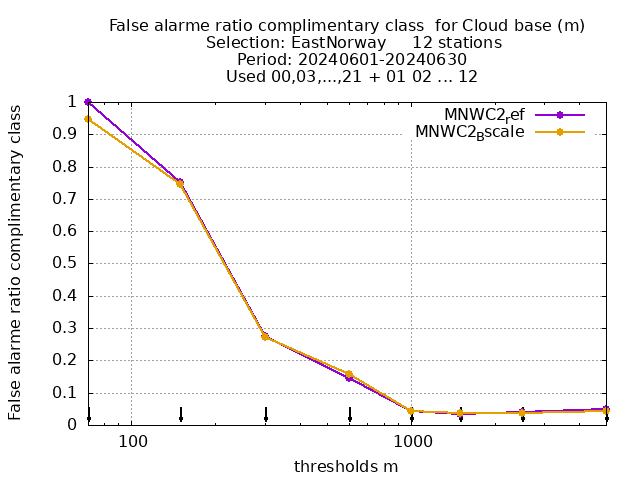 False alarme ratio complimentary class  for Cloud base (m)
Selection: EastNorway     12 stations
Period: 20240601-20240630
Used 00,03,...,21 + 01 02 ... 12
False alarme ratio complimentary class
1
0.9
0.8
0.7
0.6
0.5
0.4
0.3
0.2
0.1
0
MNWC2ref
MNWC2Bscale
100
1000
thresholds m